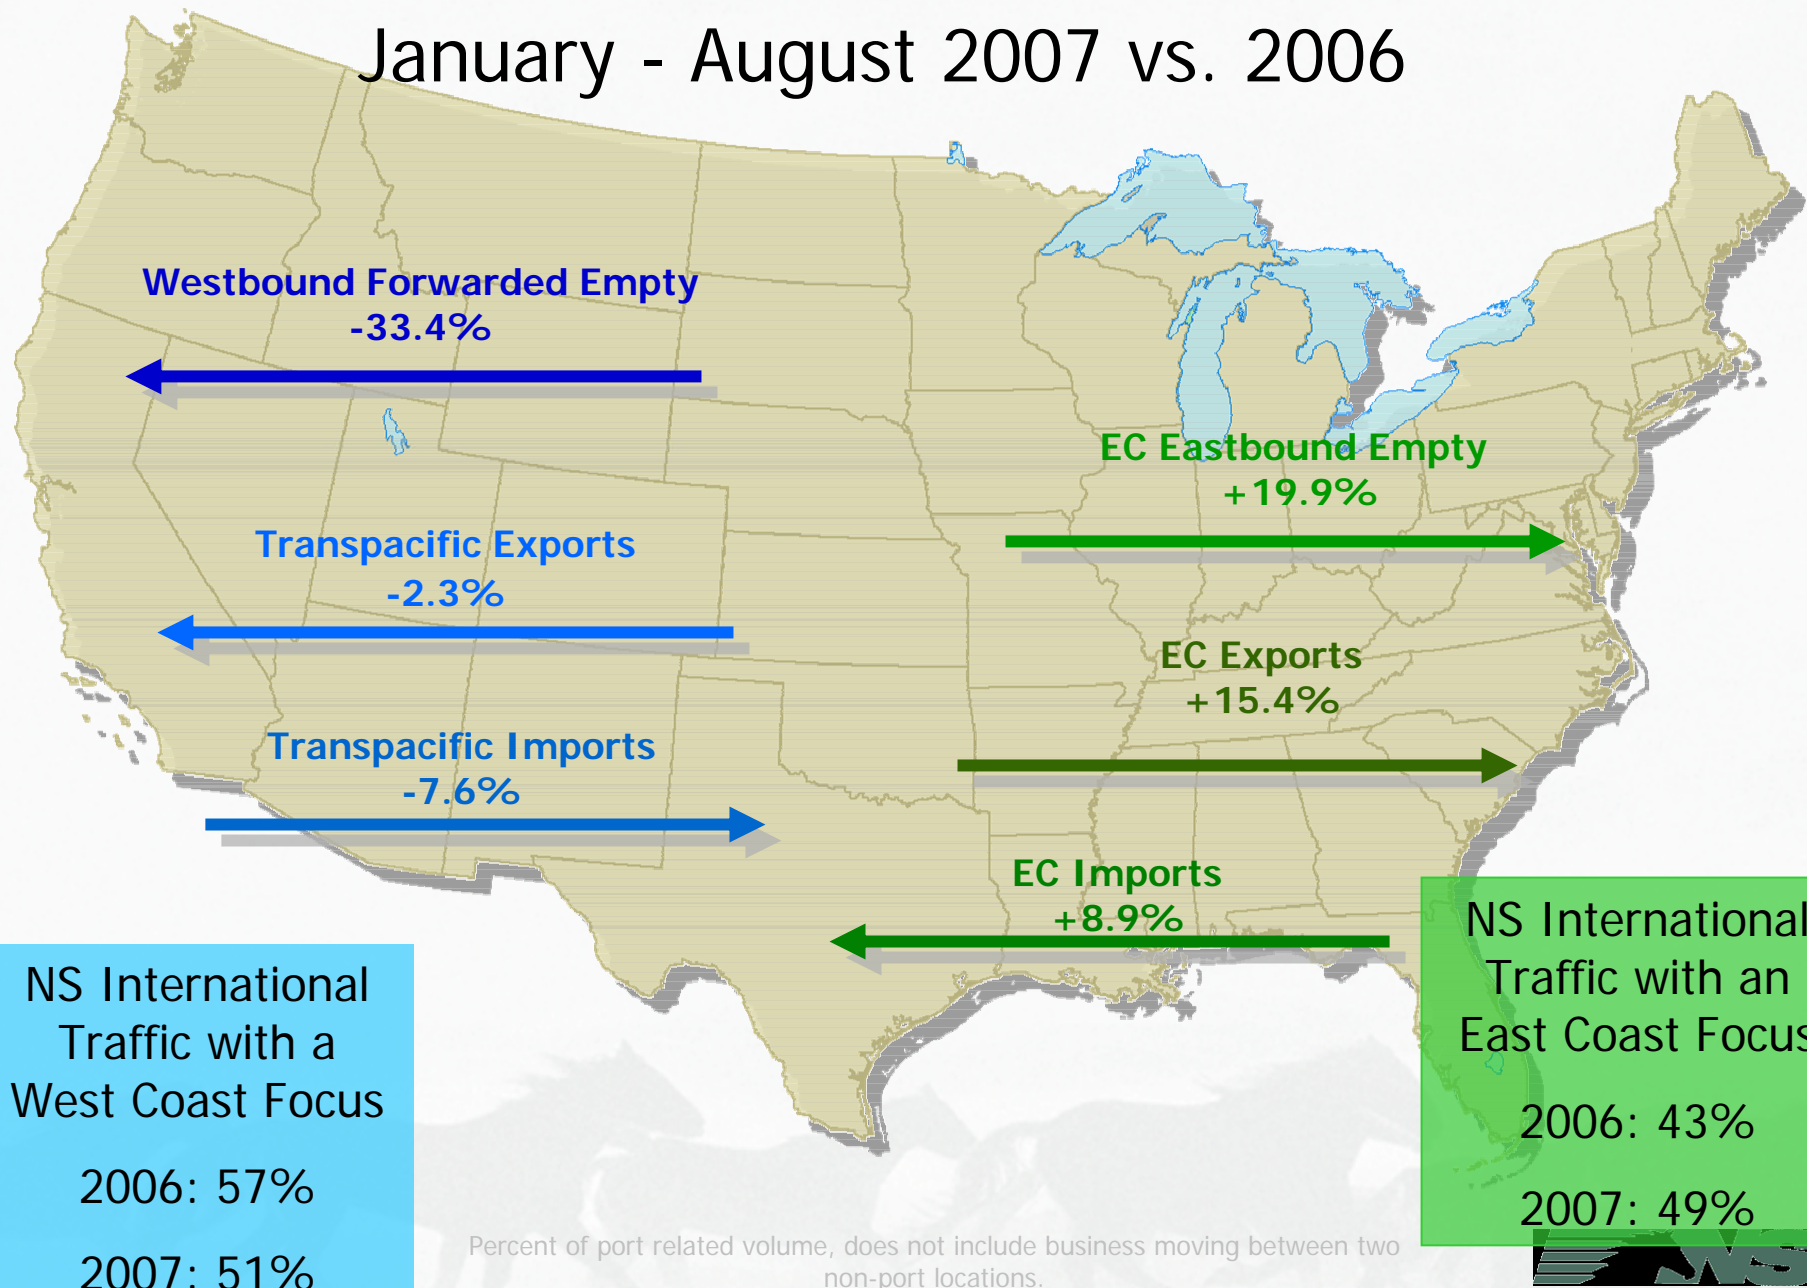 January - August 2007 vs. 2006
Westbound Forwarded Empty
-33.4%
EC Eastbound Empty
+19.9%
Transpacific Exports
-2.3%
EC Exports
+15.4%
Transpacific Imports
-7.6%
EC Imports
+8.9%
NS International
Traffic with a
West Coast Focus
2006: 57%
2007: 51%
NS International
Traffic with an
East Coast Focus
2006: 43%
2007: 49%
Percent of port related volume, does not include business moving between two
non-port locations.
NS